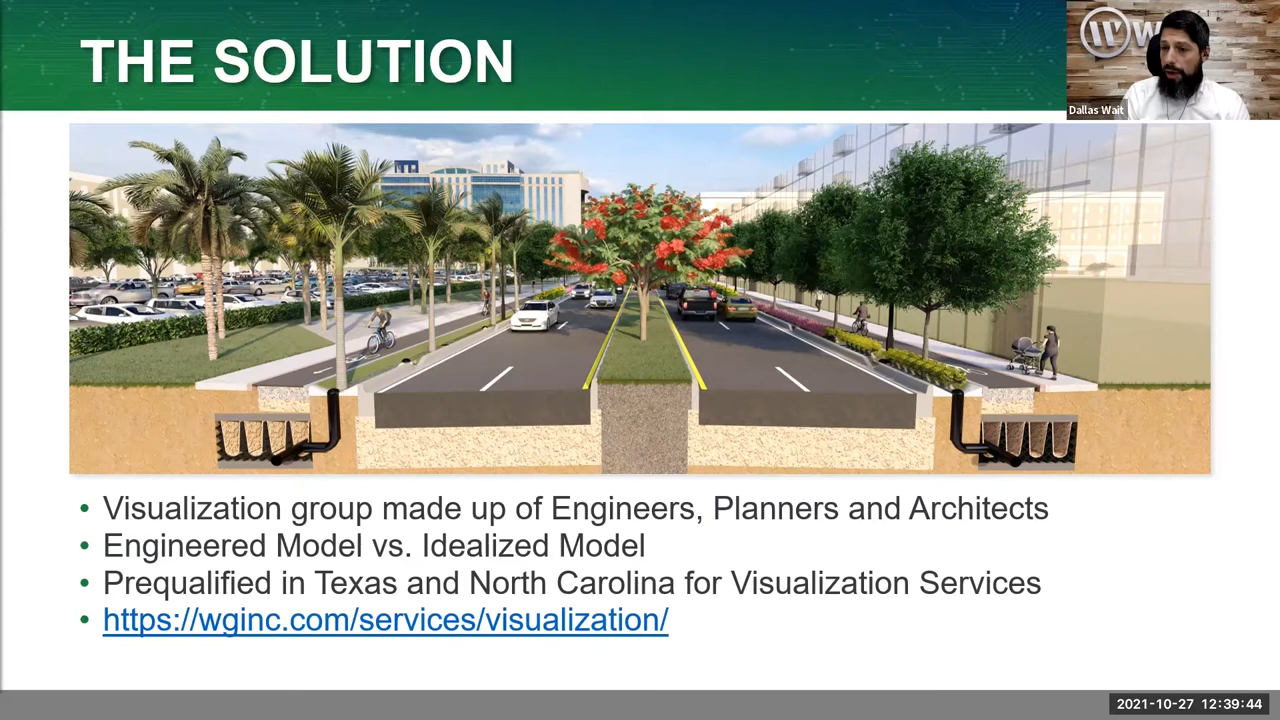 THE SOLUTION
W
Dallas Wait
• Visualization group made up of Engineers, Planners and Architects
• Engineered Model vs. Idealized Model
• Prequalified in Texas and North Carolina for Visualization Services
• https://wginc.com/services/visualization/
2021-10-27 12:39:44